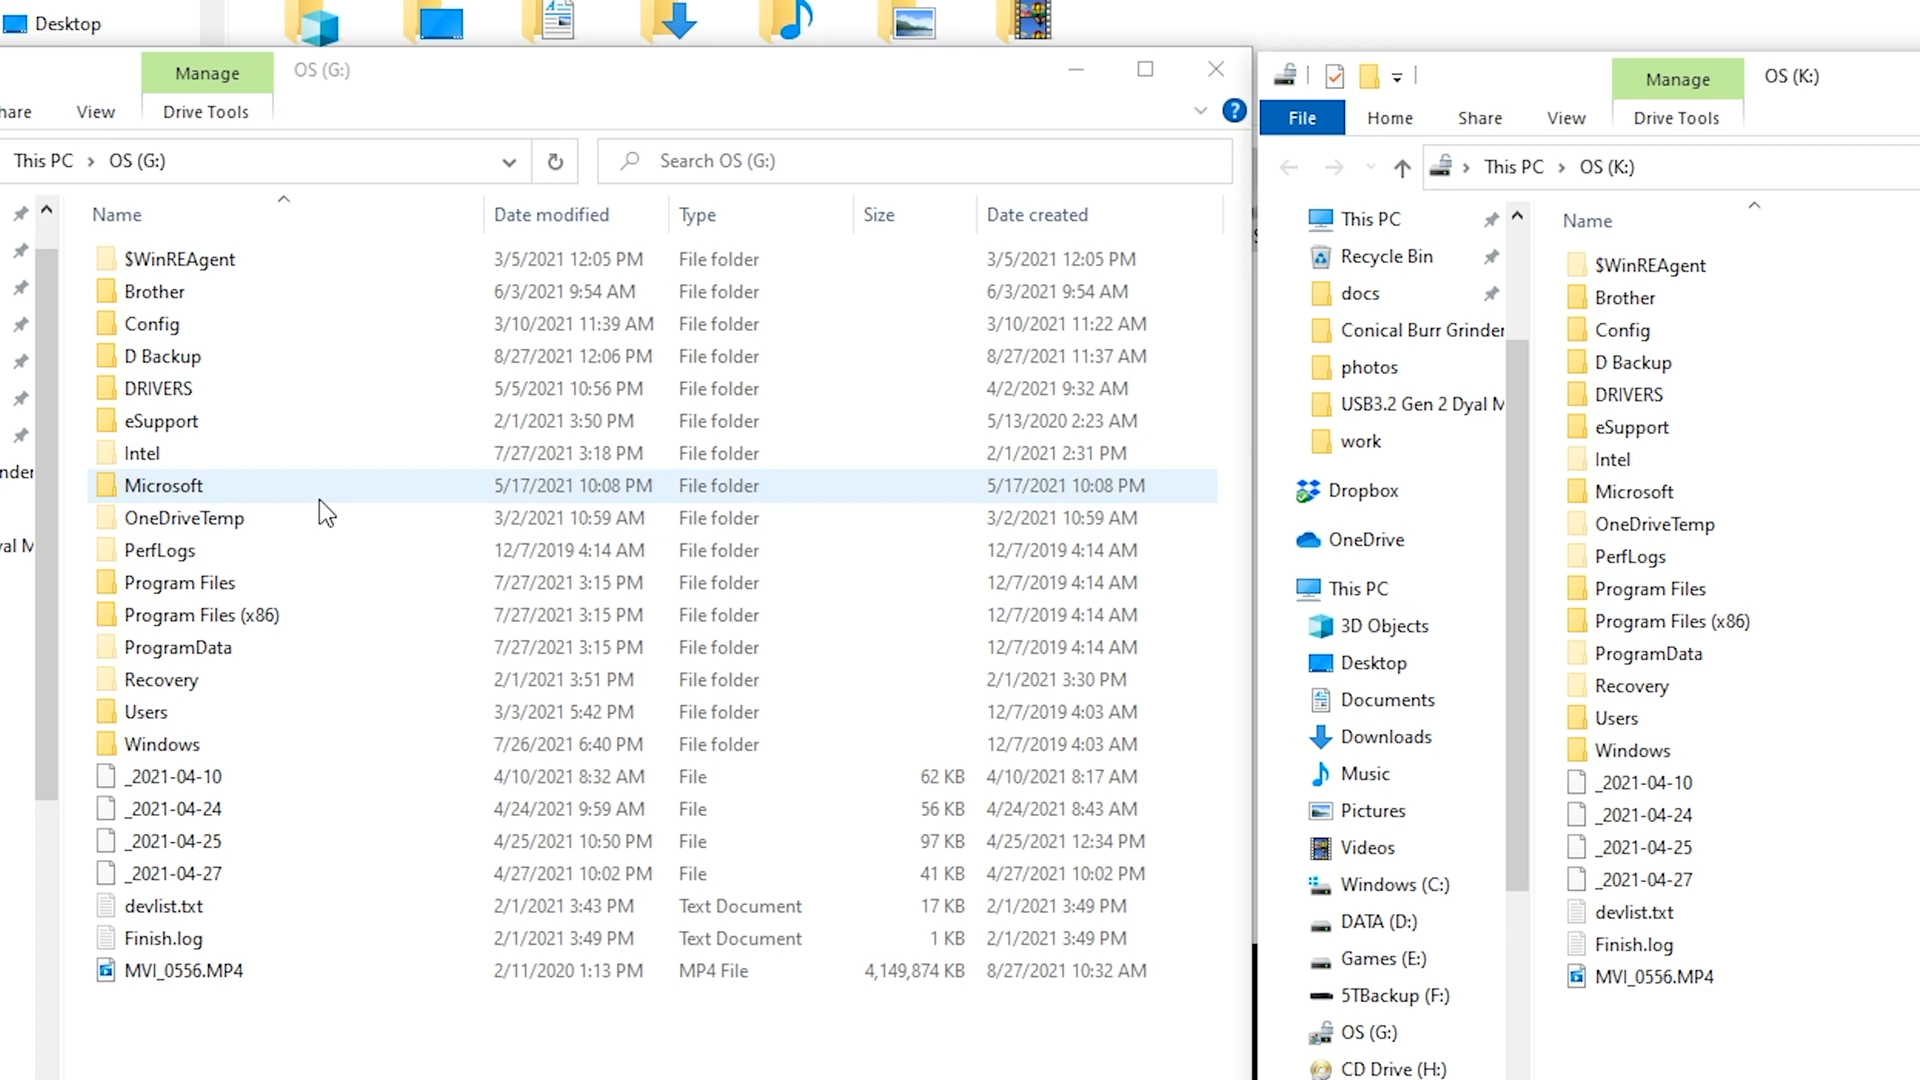 Desktop
Manage
OS (G:)
hare
View
Drive Tools
?
This PC > OS (G:)
Search OS (G:)
Name
Date modified
Type
Size
Date created
$WinREAgent 3/5/2021 12:05 PM File folder 3/5/2021 12:05 PM
Brother 6/3/2021 9:54 AM File folder 6/3/2021 9:54 AM
Config 3/10/2021 11:39 AM File folder 3/10/2021 11:22 AM
D Backup 8/27/2021 12:06 PM File folder 8/27/2021 11:37 AM
DRIVERS 5/5/2021 10:56 PM File folder 4/2/2021 9:32 AM
eSupport 2/1/2021 3:50 PM File folder 5/13/2020 2:23 AM
Intel 7/27/2021 3:18 PM File folder 2/1/2021 2:31 PM
Microsoft 5/17/2021 10:08 PM File folder 5/17/2021 10:08 PM
OneDriveTemp 3/2/2021 10:59 AM File folder 3/2/2021 10:59 AM
PerfLogs 12/7/2019 4:14 AM File folder 12/7/2019 4:14 AM
Program Files 7/27/2021 3:15 PM File folder 12/7/2019 4:14 AM
Program Files (x86) 7/27/2021 3:15 PM File folder 12/7/2019 4:14 AM
ProgramData 7/27/2021 3:15 PM File folder 12/7/2019 4:14 AM
Recovery 2/1/2021 3:51 PM File folder 2/1/2021 3:30 PM
Users 3/3/2021 5:42 PM File folder 12/7/2019 4:03 AM
Windows 7/26/2021 6:40 PM File folder 12/7/2019 4:03 AM
_2021-04-10 4/10/2021 8:32 AM File 62 KB 4/10/2021 8:17 AM
_2021-04-24 4/24/2021 9:59 AM File 56 KB 4/24/2021 8:43 AM
_2021-04-25 4/25/2021 10:50 PM File 97 KB 4/25/2021 12:34 PM
_2021-04-27 4/27/2021 10:02 PM File 41 KB 4/27/2021 10:02 PM
devlist.txt 2/1/2021 3:43 PM Text Document 17 KB 2/1/2021 3:49 PM
Finish.log 2/1/2021 3:49 PM Text Document 1 KB 2/1/2021 3:49 PM
MVI_0556.MP4 2/11/2020 1:13 PM MP4 File 4,149,874 KB 8/27/2021 10:32 AM
nder
al M
Manage
OS (K:)
File
Home
Share
View
Drive Tools
This PC > OS (K:)
This PC
Recycle Bin
docs
Conical Burr Grinder
photos
USB3.2 Gen 2 Dyal M
work
Dropbox
OneDrive
This PC
3D Objects
Desktop
Documents
Downloads
Music
Pictures
Videos
Windows (C:)
DATA (D:)
Games (E:)
5TBackup (F:)
OS (G:)
CD Drive (H:)
Name
$WinREAgent
Brother
Config
D Backup
DRIVERS
eSupport
Intel
Microsoft
OneDriveTemp
PerfLogs
Program Files
Program Files (x86)
ProgramData
Recovery
Users
Windows
_2021-04-10
_2021-04-24
_2021-04-25
_2021-04-27
devlist.txt
Finish.log
MVI_0556.MP4